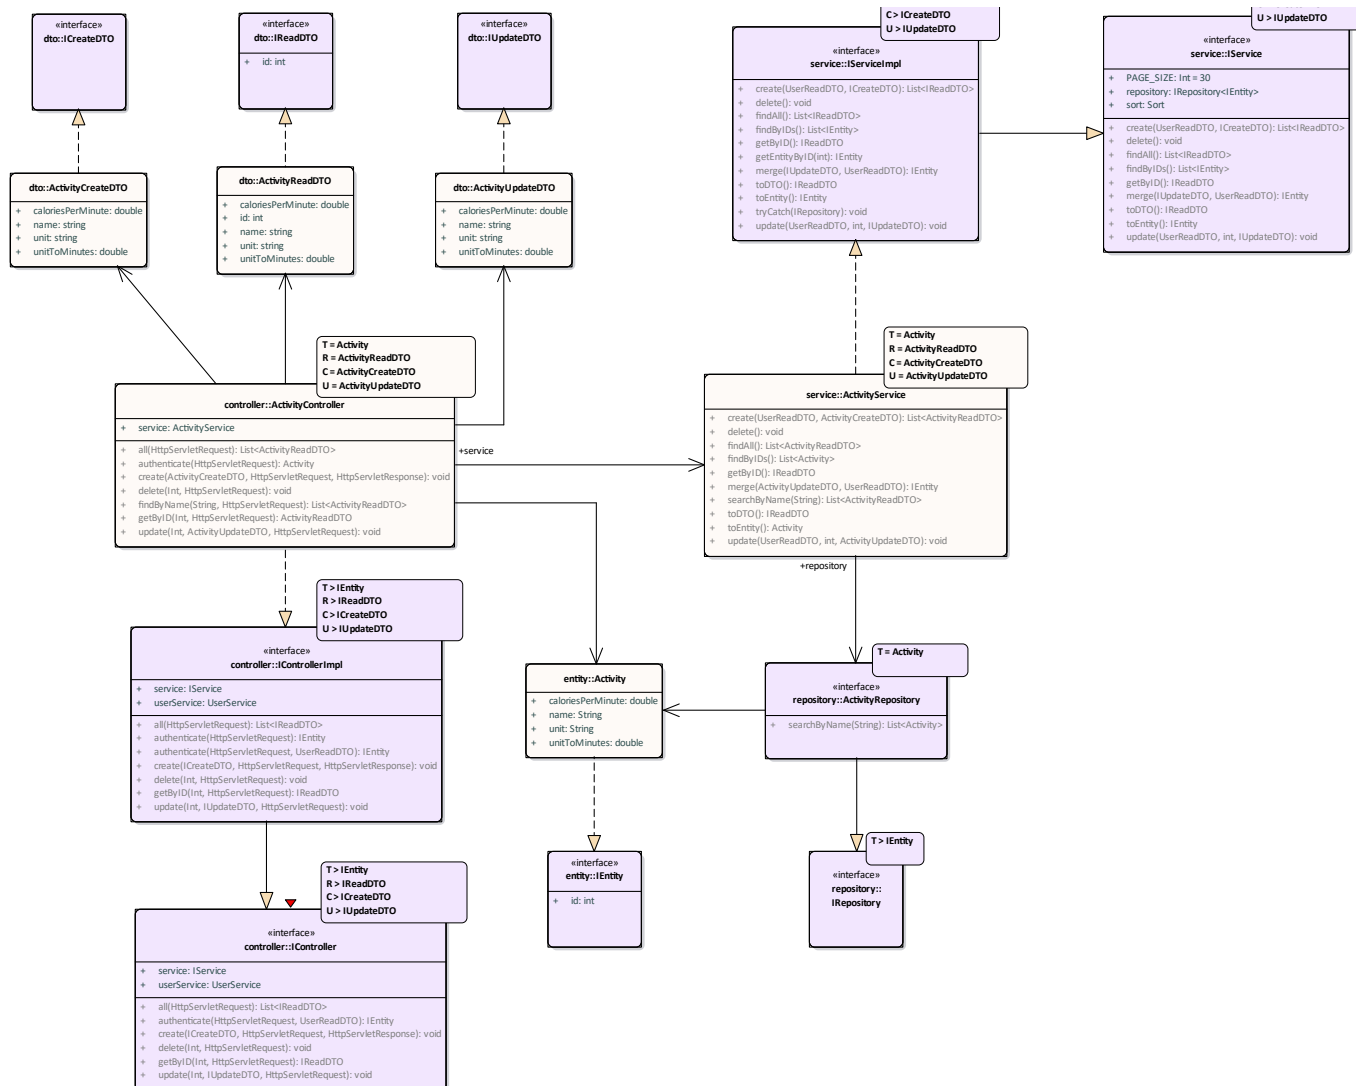 «interface»
dto::ICreateDTO
«interface»
dto::IReadDTO
+ id: int
«interface»
dto::IUpdateDTO
C > ICreateDTO
U > IUpdateDTO
«interface»
service::IServiceImpl
+ create(UserReadDTO, ICreateDTO): List<IReadDTO>
+ delete(): void
+ findAll(): List<IReadDTO>
+ findByIDs(): List<IEntity>
+ getByID(): IReadDTO
+ getEntityByID(int): IEntity
+ merge(IUpdateDTO, UserReadDTO): IEntity
+ toDTO(): IReadDTO
+ toEntity(): IEntity
+ tryCatch(IRepository): void
+ update(UserReadDTO, int, IUpdateDTO): void
U > IUpdateDTO
«interface»
service::IService
+ PAGE_SIZE: Int = 30
+ repository: IRepository<IEntity>
+ sort: Sort
+ create(UserReadDTO, ICreateDTO): List<IReadDTO>
+ delete(): void
+ findAll(): List<IReadDTO>
+ findByIDs(): List<IEntity>
+ getByID(): IReadDTO
+ merge(IUpdateDTO, UserReadDTO): IEntity
+ toDTO(): IReadDTO
+ toEntity(): IEntity
+ update(UserReadDTO, int, IUpdateDTO): void
dto::ActivityCreateDTO
+ caloriesPerMinute: double
+ name: string
+ unit: string
+ unitToMinutes: double
dto::ActivityReadDTO
+ caloriesPerMinute: double
+ id: int
+ name: string
+ unit: string
+ unitToMinutes: double
dto::ActivityUpdateDTO
+ caloriesPerMinute: double
+ name: string
+ unit: string
+ unitToMinutes: double
T = Activity
R = ActivityReadDTO
C = ActivityCreateDTO
U = ActivityUpdateDTO
controller::ActivityController
+ service: ActivityService
+ all(HttpServletRequest): List<ActivityReadDTO>
+ authenticate(HttpServletRequest): Activity
+ create(ActivityCreateDTO, HttpServletRequest, HttpServletResponse): void
+ delete(Int, HttpServletRequest): void
+ findByName(String, HttpServletRequest): List<ActivityReadDTO>
+ getByID(Int, HttpServletRequest): ActivityReadDTO
+ update(Int, ActivityUpdateDTO, HttpServletRequest): void
+service
T = Activity
R = ActivityReadDTO
C = ActivityCreateDTO
U = ActivityUpdateDTO
service::ActivityService
+ create(UserReadDTO, ActivityCreateDTO): List<ActivityReadDTO>
+ delete(): void
+ findAll(): List<ActivityReadDTO>
+ findByIDs(): List<Activity>
+ getByID(): IReadDTO
+ merge(ActivityUpdateDTO, UserReadDTO): IEntity
+ searchByName(String): List<ActivityReadDTO>
+ toDTO(): IReadDTO
+ toEntity(): Activity
+ update(UserReadDTO, int, ActivityUpdateDTO): void
+repository
T > IEntity
R > IReadDTO
C > ICreateDTO
U > IUpdateDTO
«interface»
controller::IControllerImpl
+ service: IService
+ userService: UserService
+ all(HttpServletRequest): List<IReadDTO>
+ authenticate(HttpServletRequest): IEntity
+ authenticate(HttpServletRequest, UserReadDTO): IEntity
+ create(ICreateDTO, HttpServletRequest, HttpServletResponse): void
+ delete(Int, HttpServletRequest): void
+ getByID(Int, HttpServletRequest): IReadDTO
+ update(Int, IUpdateDTO, HttpServletRequest): void
entity::Activity
+ caloriesPerMinute: double
+ name: String
+ unit: String
+ unitToMinutes: double
T = Activity
«interface»
repository::ActivityRepository
+ searchByName(String): List<Activity>
«interface»
entity::IEntity
+ id: int
T > IEntity
«interface»
repository::
IRepository
T > IEntity
R > IReadDTO
C > ICreateDTO
U > IUpdateDTO
«interface»
controller::IController
+ service: IService
+ userService: UserService
+ all(HttpServletRequest): List<IReadDTO>
+ authenticate(HttpServletRequest, UserReadDTO): IEntity
+ create(ICreateDTO, HttpServletRequest, HttpServletResponse): void
+ delete(Int, HttpServletRequest): void
+ getByID(Int, HttpServletRequest): IReadDTO
+ update(Int, IUpdateDTO, HttpServletRequest): void